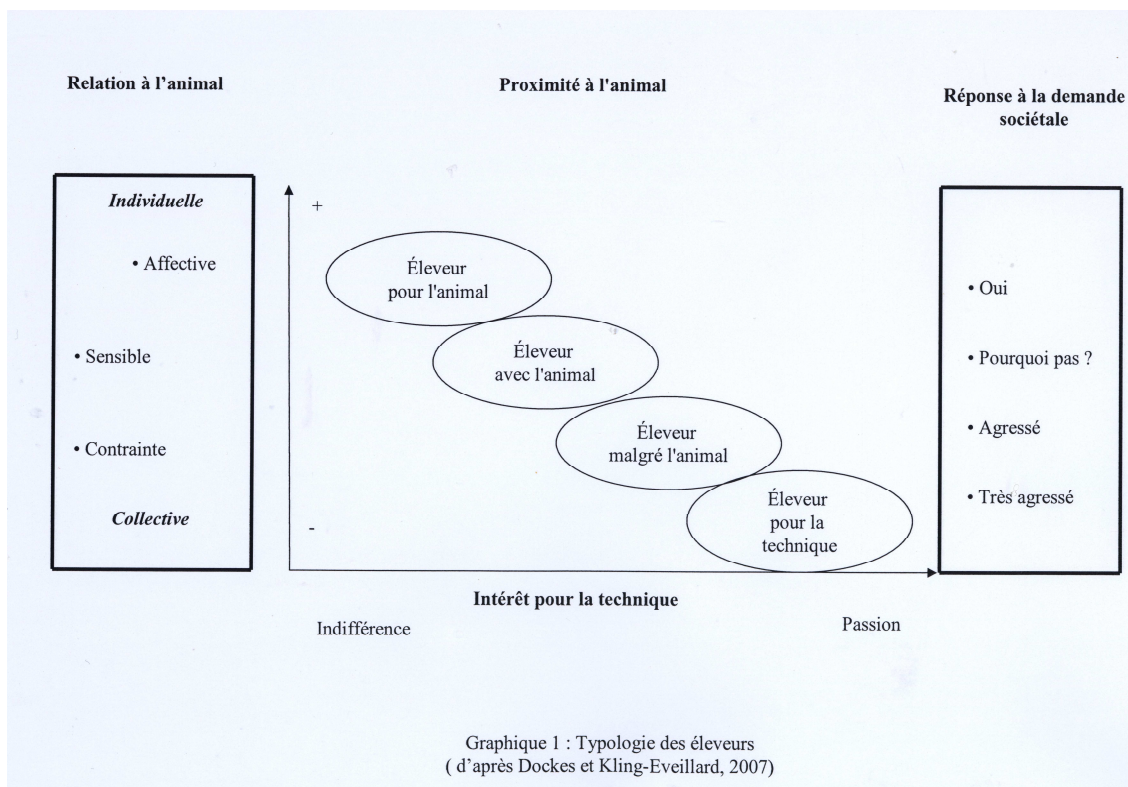 Relation à l'animal
Proximité à l'animal
Réponse à la demande
sociétale
Individuelle
• Affective
• Sensible
• Contrainte
Collective
+
-
Éleveur
pour l'animal
Éleveur
avec l'animal
Éleveur
malgré l'animal
Éleveur
pour la
technique
• Oui
• Pourquoi pas ?
• Agressé
• Très agressé
Intérêt pour la technique
Indifférence
Passion
Graphique 1 : Typologie des éleveurs
( d'après Dockes et Kling-Eveillard, 2007)